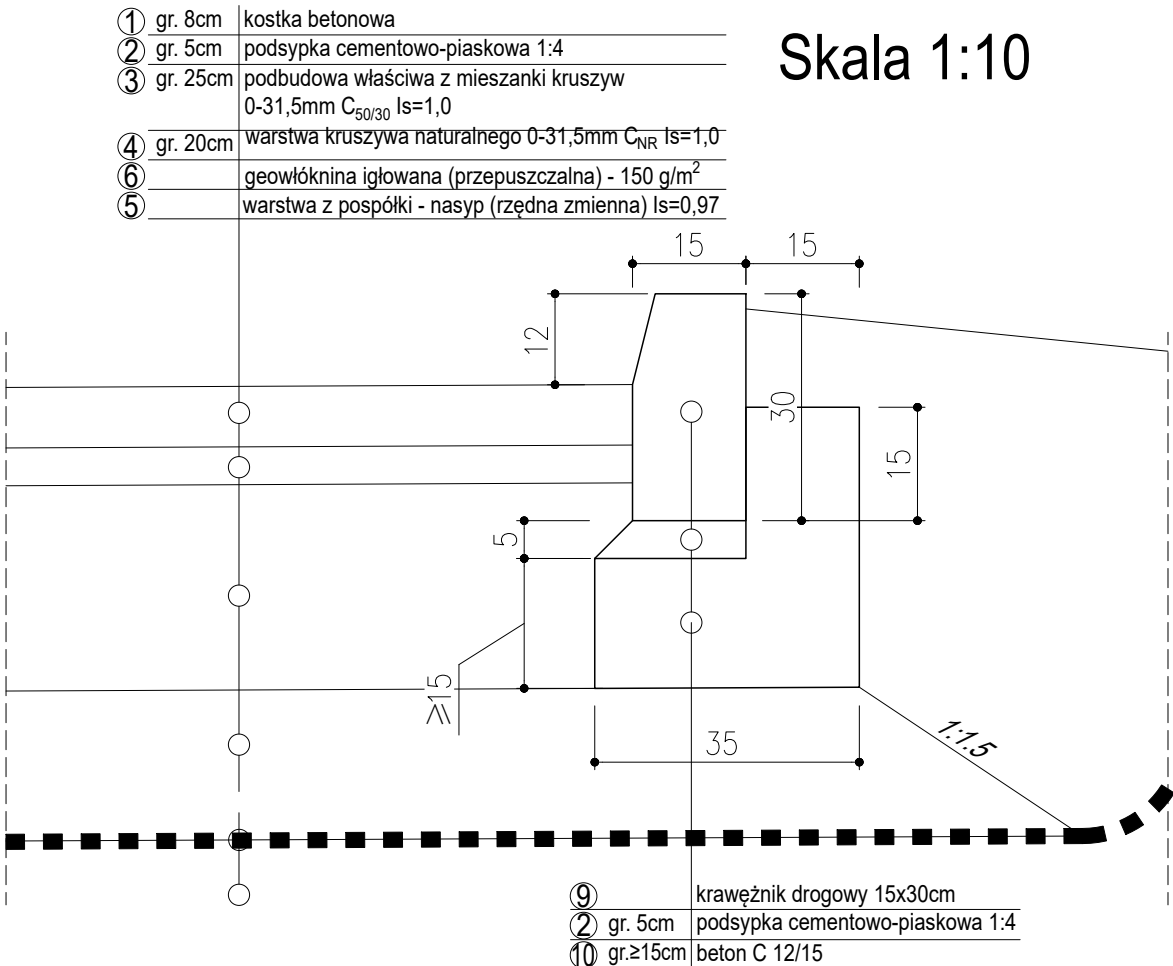 ① gr. 8cm kostka betonowa
② gr. 5cm podsypka cementowo-piaskowa 1:4
③ gr. 25cm podbudowa właściwa z mieszanki kruszyw
0-31,5mm C50/30 Is=1,0
④ gr. 20cm warstwa kruszywa naturalnego 0-31,5mm CNR Is=1,0
⑥ geowłóknina igłowana (przepuszczalna) - 150 g/m²
⑤ warstwa z pospółki - nasyp (rzędna zmienna) Is=0,97
Skala 1:10
15 15
12
30
15
5
≥15
35
1:1.5
⑨ krawężnik drogowy 15x30cm
② gr. 5cm podsypka cementowo-piaskowa 1:4
⑩ gr.≥15cm beton C 12/15